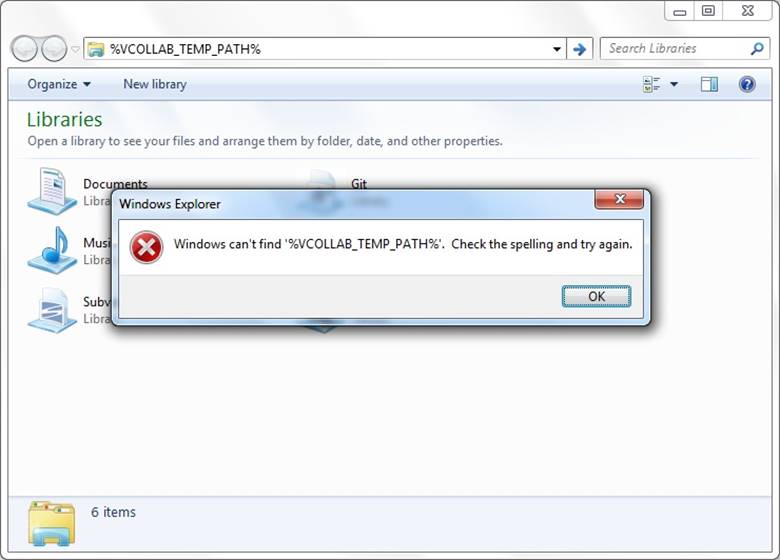 %VCOLLAB_TEMP_PATH%
Search Libraries
Organize
New library
Libraries
Open a library to see your files and arrange them by folder, date, and other properties.
Documents
Git
Libra
Windows Explorer
Windows can't find '%VCOLLAB_TEMP_PATH%'.  Check the spelling and try again.
Musi
Libra
OK
Subv
Libra
6 items